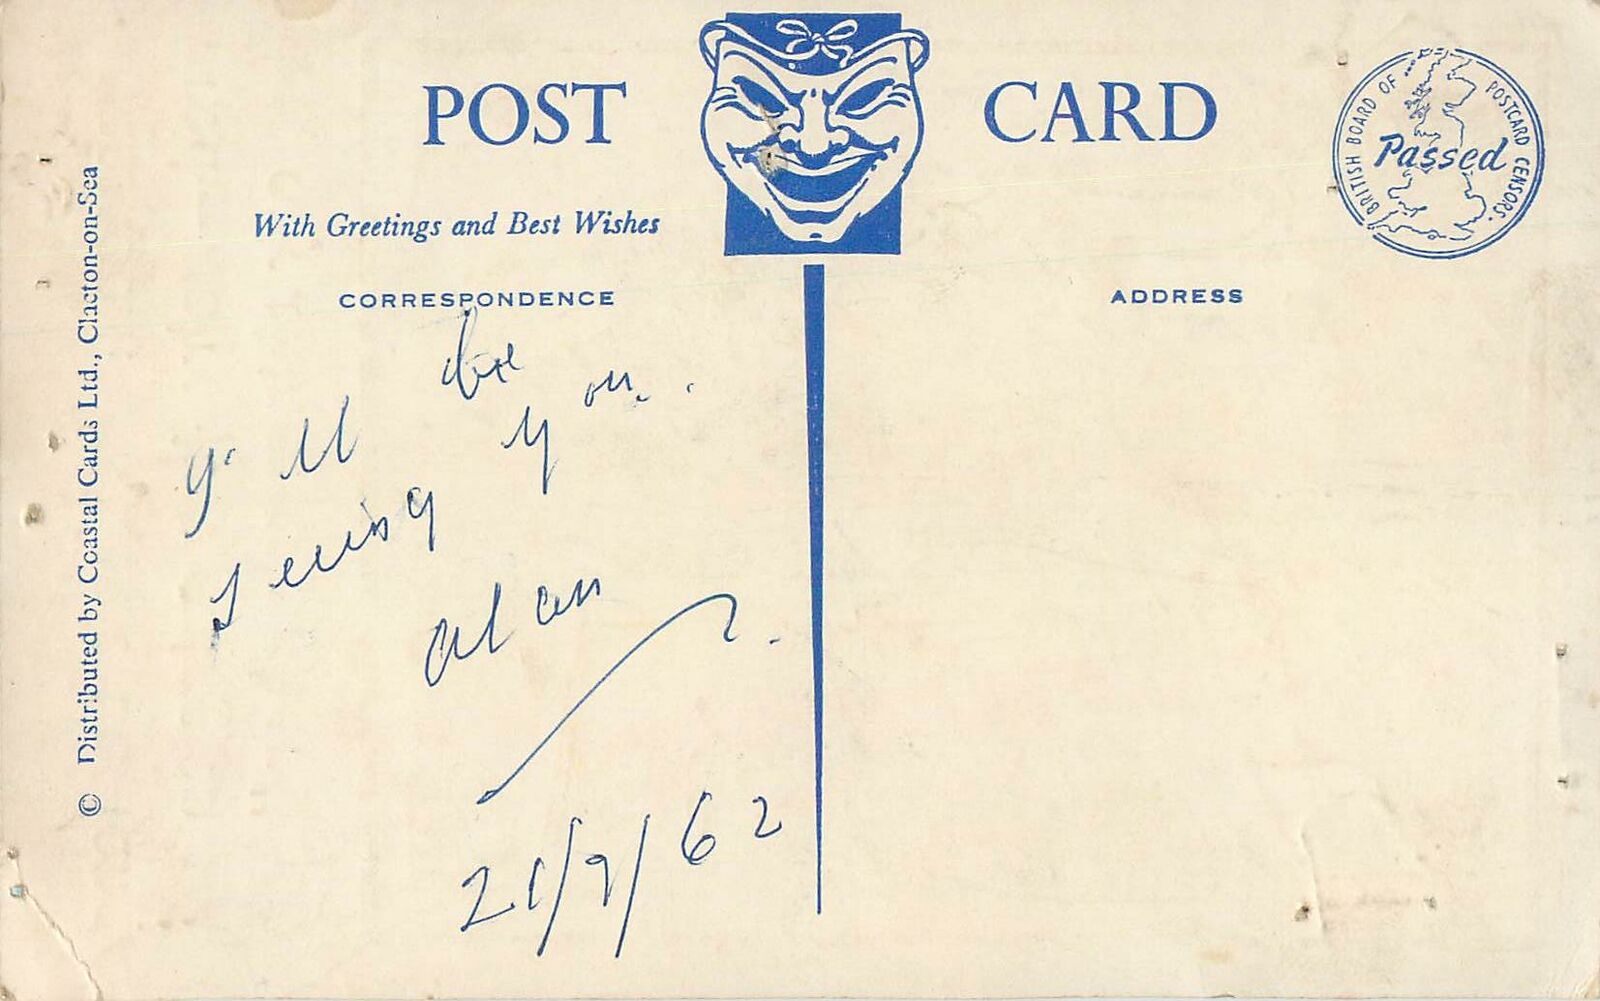 POST CARD
BRITISH BOARD OF POSTCARD CENSORS.
Passed
With Greetings and Best Wishes
CORRESPONDENCE
ADDRESS
I'll be
seeing you.
Alan
21/9/62
© Distributed by Coastal Cards Ltd., Clacton-on-Sea